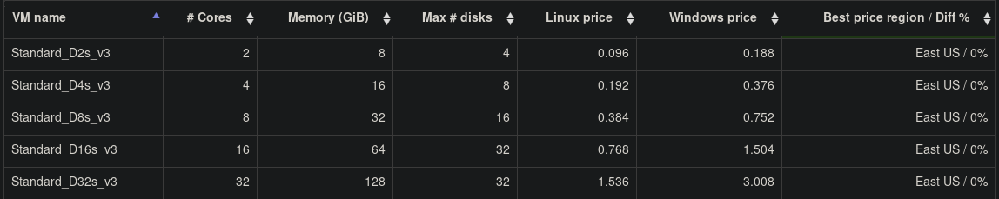 VM name # Cores Memory (GiB) Max # disks Linux price Windows price Best price region / Diff %
Standard_D2s_v3 2 8 4 0.096 0.188 East US / 0%
Standard_D4s_v3 4 16 8 0.192 0.376 East US / 0%
Standard_D8s_v3 8 32 16 0.384 0.752 East US / 0%
Standard_D16s_v3 16 64 32 0.768 1.504 East US / 0%
Standard_D32s_v3 32 128 32 1.536 3.008 East US / 0%